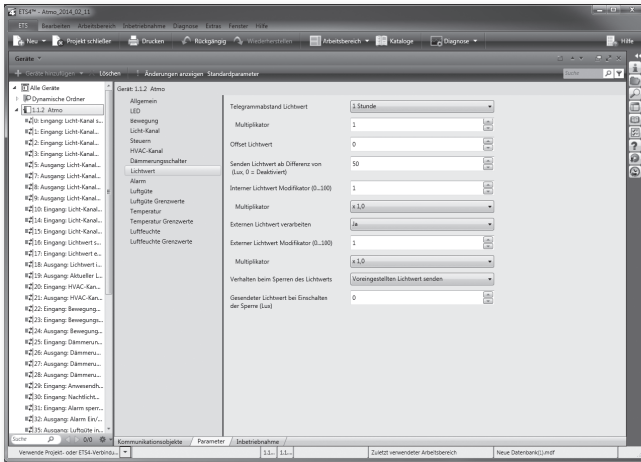 ETS4™ - Atmo_2014_02_11
ETS Bearbeiten Arbeitsbereich Inbetriebnahme Diagnose Extras Fenster Hilfe
Neu Projekt schließen Drucken Rückgängig Wiederherstellen Arbeitsbereich Kataloge Diagnose Hilfe
Geräte
Geräte hinzufügen Löschen Änderungen anzeigen Standardparameter Suche
Alle Geräte
Dynamische Ordner
1.1.2 Atmo
0: Eingang: Licht-Kanal s...
1: Eingang: Licht-Kanal...
2: Eingang: Licht-Kanal...
3: Eingang: Licht-Kanal...
5: Ausgang: Licht-Kanal...
7: Ausgang: Licht-Kanal...
8: Ausgang: Licht-Kanal...
9: Ausgang: Licht-Kanal...
10: Eingang: Licht-Kanal...
14: Eingang: Licht-Kanal...
15: Eingang: Licht-Kanal...
16: Eingang: Lichtwert s...
17: Eingang: Lichtwert e...
18: Ausgang: Lichtwert i...
19: Ausgang: Aktueller L...
20: Eingang: HVAC-Kan...
21: Ausgang: HVAC-Kan...
22: Eingang: Bewegung...
23: Eingang: Bewegungs...
24: Ausgang: Bewegung...
25: Eingang: Dämmerun...
26: Ausgang: Dämmeru...
27: Ausgang: Dämmeru...
28: Ausgang: Dämmeru...
29: Eingang: Anwesendh...
30: Eingang: Nachtlicht...
31: Eingang: Alarm sperr...
32: Ausgang: Alarm Ein/...
35: Ausgang: Luftgüte in...
Suche 0/0
Gerät: 1.1.2 Atmo
Allgemein
LED
Bewegung
Licht-Kanal
Steuern
HVAC-Kanal
Dämmerungsschalter
Lichtwert
Alarm
Luftgüte
Luftgüte Grenzwerte
Temperatur
Temperatur Grenzwerte
Luftfeuchte
Luftfeuchte Grenzwerte
Telegrammabstand Lichtwert 1 Stunde
Multiplikator 1
Offset Lichtwert 0
Senden Lichtwert ab Differenz von 50
(Lux, 0 = Deaktiviert)
Interner Lichtwert Modifikator (0...100) 1
Multiplikator x 1,0
Externen Lichtwert verarbeiten Ja
Externer Lichtwert Modifikator (0...100) 1
Multiplikator x 1,0
Verhalten beim Sperren des Lichtwerts Voreingestellten Lichtwert senden
Gesendeter Lichtwert bei Einschalten 0
der Sperre (Lux)
Kommunikationsobjekte Parameter Inbetriebnahme
Verwende Projekt- oder ETS4-Verbindu... 1.1... 1.1... Zuletzt verwendeter Arbeitsbereich Neue Datenbank(1).mdf